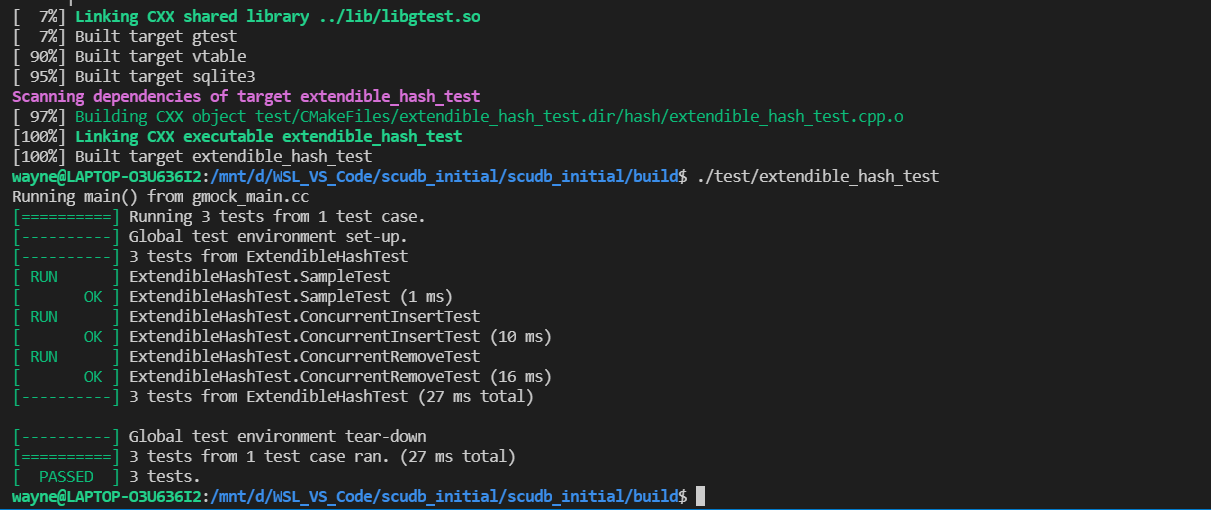 [  7%] Linking CXX shared library ../lib/libgtest.so
[  7%] Built target gtest
[ 90%] Built target vtable
[ 95%] Built target sqlite3
Scanning dependencies of target extendible_hash_test
[ 97%] Building CXX object test/CMakeFiles/extendible_hash_test.dir/hash/extendible_hash_test.cpp.o
[100%] Linking CXX executable extendible_hash_test
[100%] Built target extendible_hash_test
wayne@LAPTOP-O3U636I2:/mnt/d/WSL_VS_Code/scudb_initial/scudb_initial/build$ ./test/extendible_hash_test
Running main() from gmock_main.cc
[==========] Running 3 tests from 1 test case.
[----------] Global test environment set-up.
[----------] 3 tests from ExtendibleHashTest
[ RUN      ] ExtendibleHashTest.SampleTest
[       OK ] ExtendibleHashTest.SampleTest (1 ms)
[ RUN      ] ExtendibleHashTest.ConcurrentInsertTest
[       OK ] ExtendibleHashTest.ConcurrentInsertTest (10 ms)
[ RUN      ] ExtendibleHashTest.ConcurrentRemoveTest
[       OK ] ExtendibleHashTest.ConcurrentRemoveTest (16 ms)
[----------] 3 tests from ExtendibleHashTest (27 ms total)
[----------] Global test environment tear-down
[==========] 3 tests from 1 test case ran. (27 ms total)
[  PASSED  ] 3 tests.
wayne@LAPTOP-O3U636I2:/mnt/d/WSL_VS_Code/scudb_initial/scudb_initial/build$